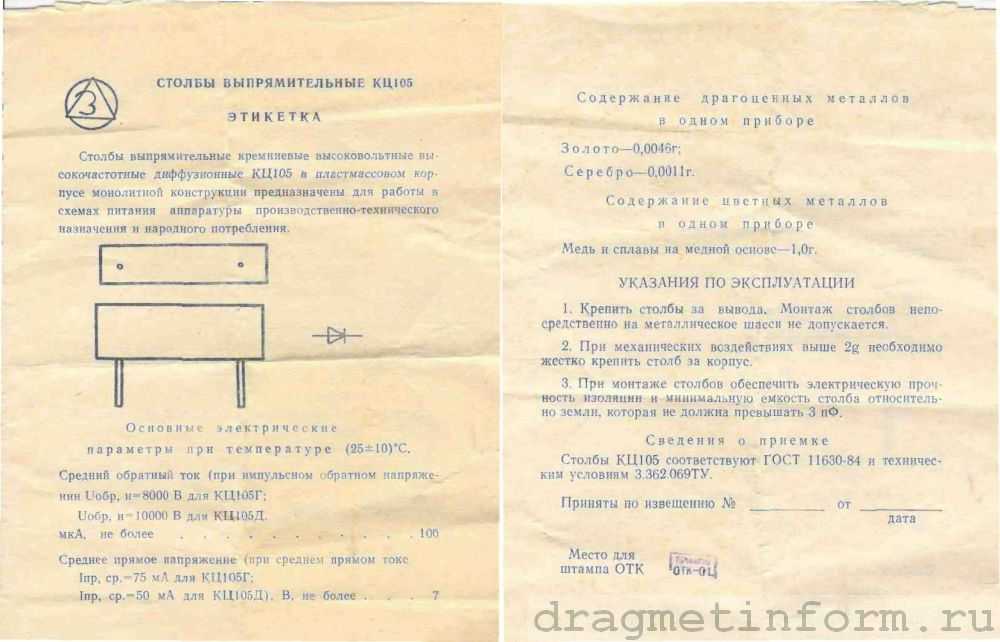 СТОЛБЫ ВЫПРЯМИТЕЛЬНЫЕ КЦ105
ЭТИКЕТКА
Столбы выпрямительные кремниевые высоковольтные вы-
сокочастотные диффузионные КЦ105 в пластмассовом кор-
пусе монолитной конструкции предназначены для работы в
схемах питания аппаратуры производственно-технического
назначения и народного потребления.
Основные электрические
параметры при температуре (25±10)°С.
Средний обратный ток (при импульсном обратном напряже-
нии Uобр, и=8000 В для КЦ105Г;
Uобр, и=10000 В для КЦ105Д.
мкА, не более . . . . . . . . . . . 100
Среднее прямое напряжение (при среднем прямом токе
Iпр, ср.=75 мА для КЦ105Г;
Iпр, ср.=50 мА для КЦ105Д), В, не более . . . 7
Содержание драгоценных металлов
в одном приборе
Золото—0,0046г;
Серебро—0,0011г.
Содержание цветных металлов
в одном приборе
Медь и сплавы на медной основе—1,0г.
УКАЗАНИЯ ПО ЭКСПЛУАТАЦИИ
1. Крепить столбы за вывода. Монтаж столбов непо-
средственно на металлическое шасси не допускается.
2. При механических воздействиях выше 2g необходимо
жестко крепить столб за корпус.
3. При монтаже столбов обеспечить электрическую проч-
ность изоляции и минимальную емкость столба относитель-
но земли, которая не должна превышать 3 пФ.
Сведения о приемке
Столбы КЦ105 соответствуют ГОСТ 11630-84 и техничес-
ким условиям 3.362.069ТУ.
Приняты по извещению № ________ от ________
дата
Место для
штампа ОТК
ОТК-01
dragmetinform.ru